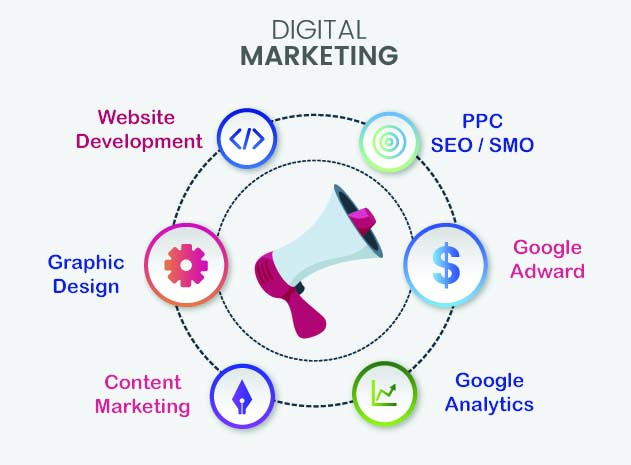 DIGITAL
MARKETING
Website
Development
PPC
SEO / SMO
Graphic
Design
Google
Adward
Content
Marketing
Google
Analytics